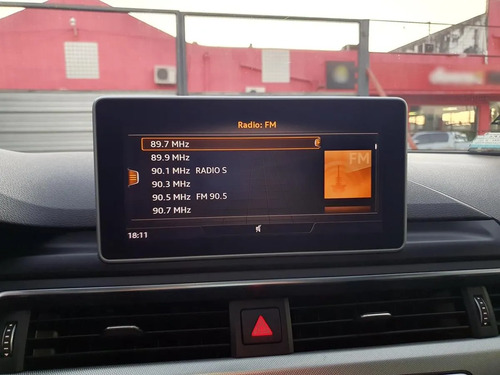 Radio: FM
89.7 MHz
89.9 MHz
90.1 MHz RADIO S
90.3 MHz
90.5 MHz FM 90.5
90.7 MHz
FM
18:11